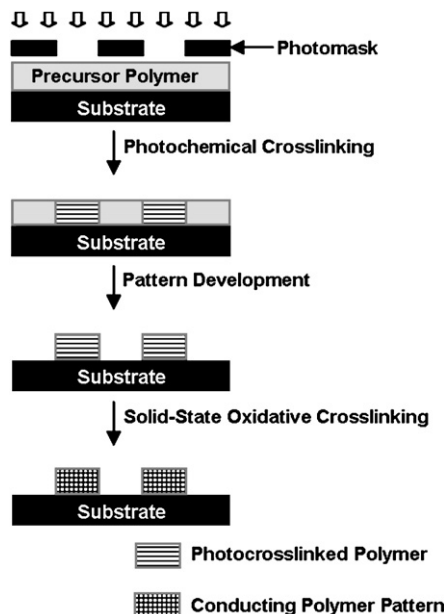 Photomask
Precursor Polymer
Substrate
Photochemical Crosslinking
Substrate
Pattern Development
Substrate
Solid-State Oxidative Crosslinking
Substrate
Photocrosslinked Polymer
Conducting Polymer Pattern